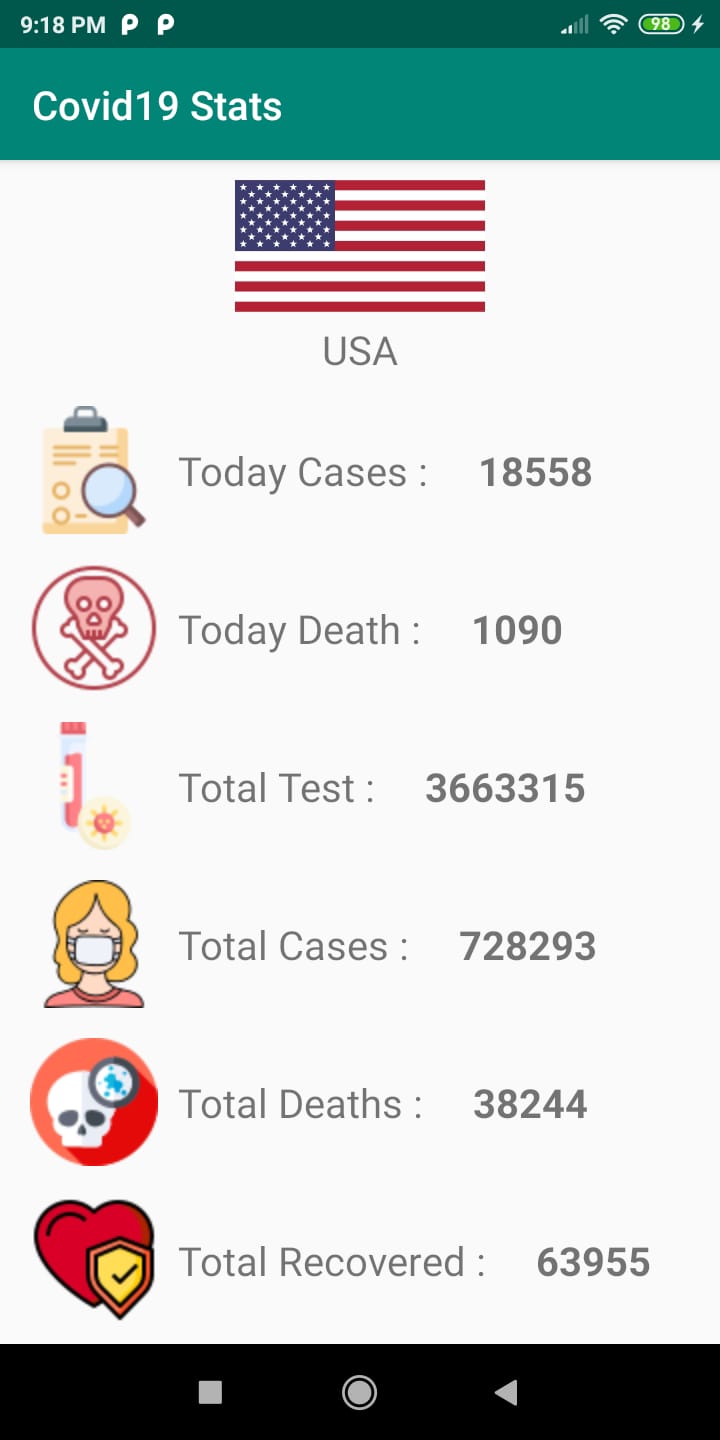 9:18 PM P P 98
Covid19 Stats
USA
Today Cases : 18558
Today Death : 1090
Total Test : 3663315
Total Cases : 728293
Total Deaths : 38244
Total Recovered : 63955